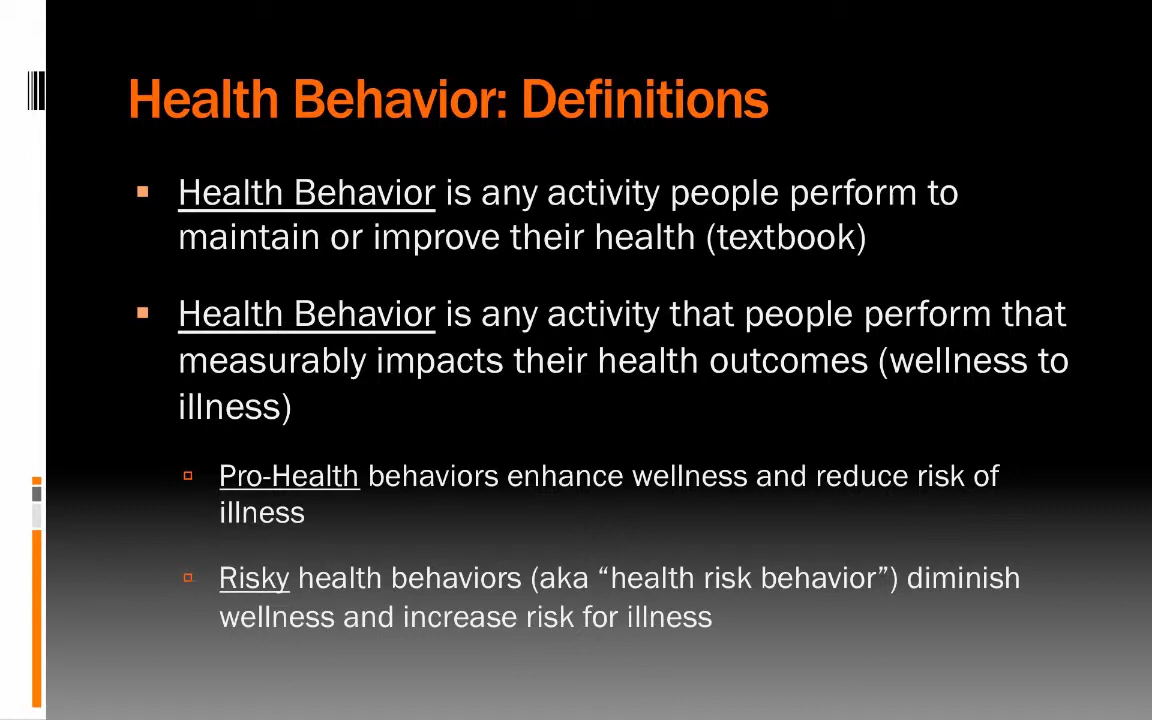 Health Behavior: Definitions
Health Behavior is any activity people perform to
maintain or improve their health (textbook)
Health Behavior is any activity that people perform that
measurably impacts their health outcomes (wellness to
illness)
Pro-Health behaviors enhance wellness and reduce risk of
illness
Risky health behaviors (aka “health risk behavior”) diminish
wellness and increase risk for illness